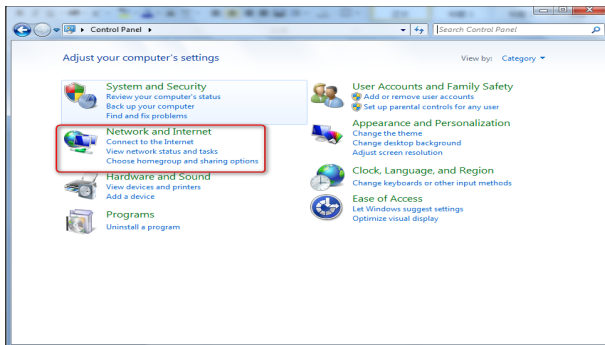 Control Panel
Search Control Panel
Adjust your computer's settings
View by: Category
System and Security
Review your computer's status
Back up your computer
Find and fix problems
Network and Internet
Connect to the Internet
View network status and tasks
Choose homegroup and sharing options
Hardware and Sound
View devices and printers
Add a device
Programs
Uninstall a program
User Accounts and Family Safety
Add or remove user accounts
Set up parental controls for any user
Appearance and Personalization
Change the theme
Change desktop background
Adjust screen resolution
Clock, Language, and Region
Change keyboards or other input methods
Ease of Access
Let Windows suggest settings
Optimize visual display